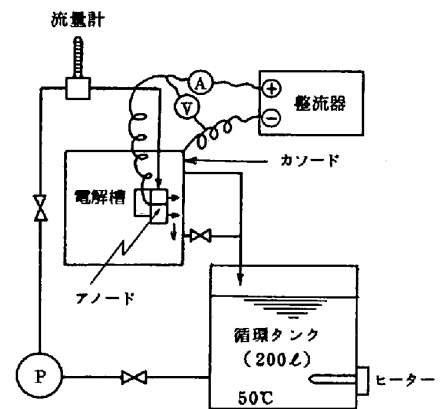 流量計
A
V
+
−
整流器
カソード
電解槽
アノード
循環タンク
(200ℓ)
P
50℃
ヒーター